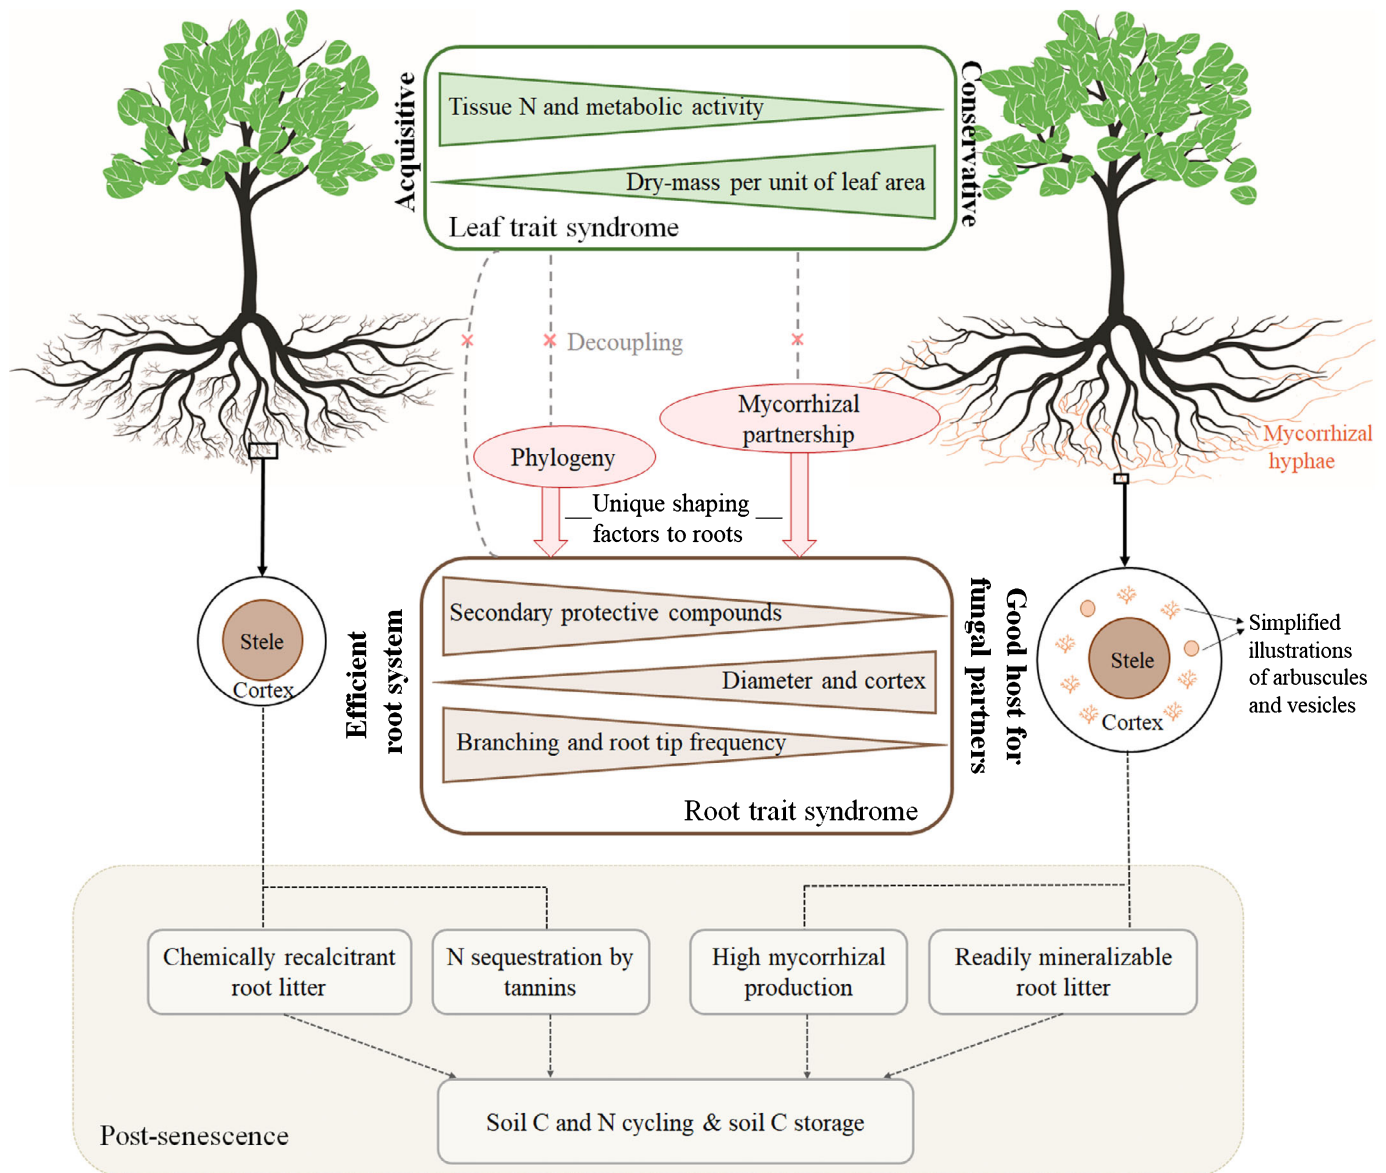 Acquisitive
Tissue N and metabolic activity
Dry-mass per unit of leaf area
Leaf trait syndrome
Conservative
Decoupling
Phylogeny
Mycorrhizal
partnership
Unique shaping
factors to roots
Mycorrhizal
hyphae
Stele
Cortex
Efficient
root system
Secondary protective compounds
Diameter and cortex
Branching and root tip frequency
Root trait syndrome
Good host for
fungal partners
Stele
Cortex
Simplified
illustrations
of arbuscules
and vesicles
Chemically recalcitrant
root litter
N sequestration by
tannins
High mycorrhizal
production
Readily mineralizable
root litter
Soil C and N cycling & soil C storage
Post-senescence